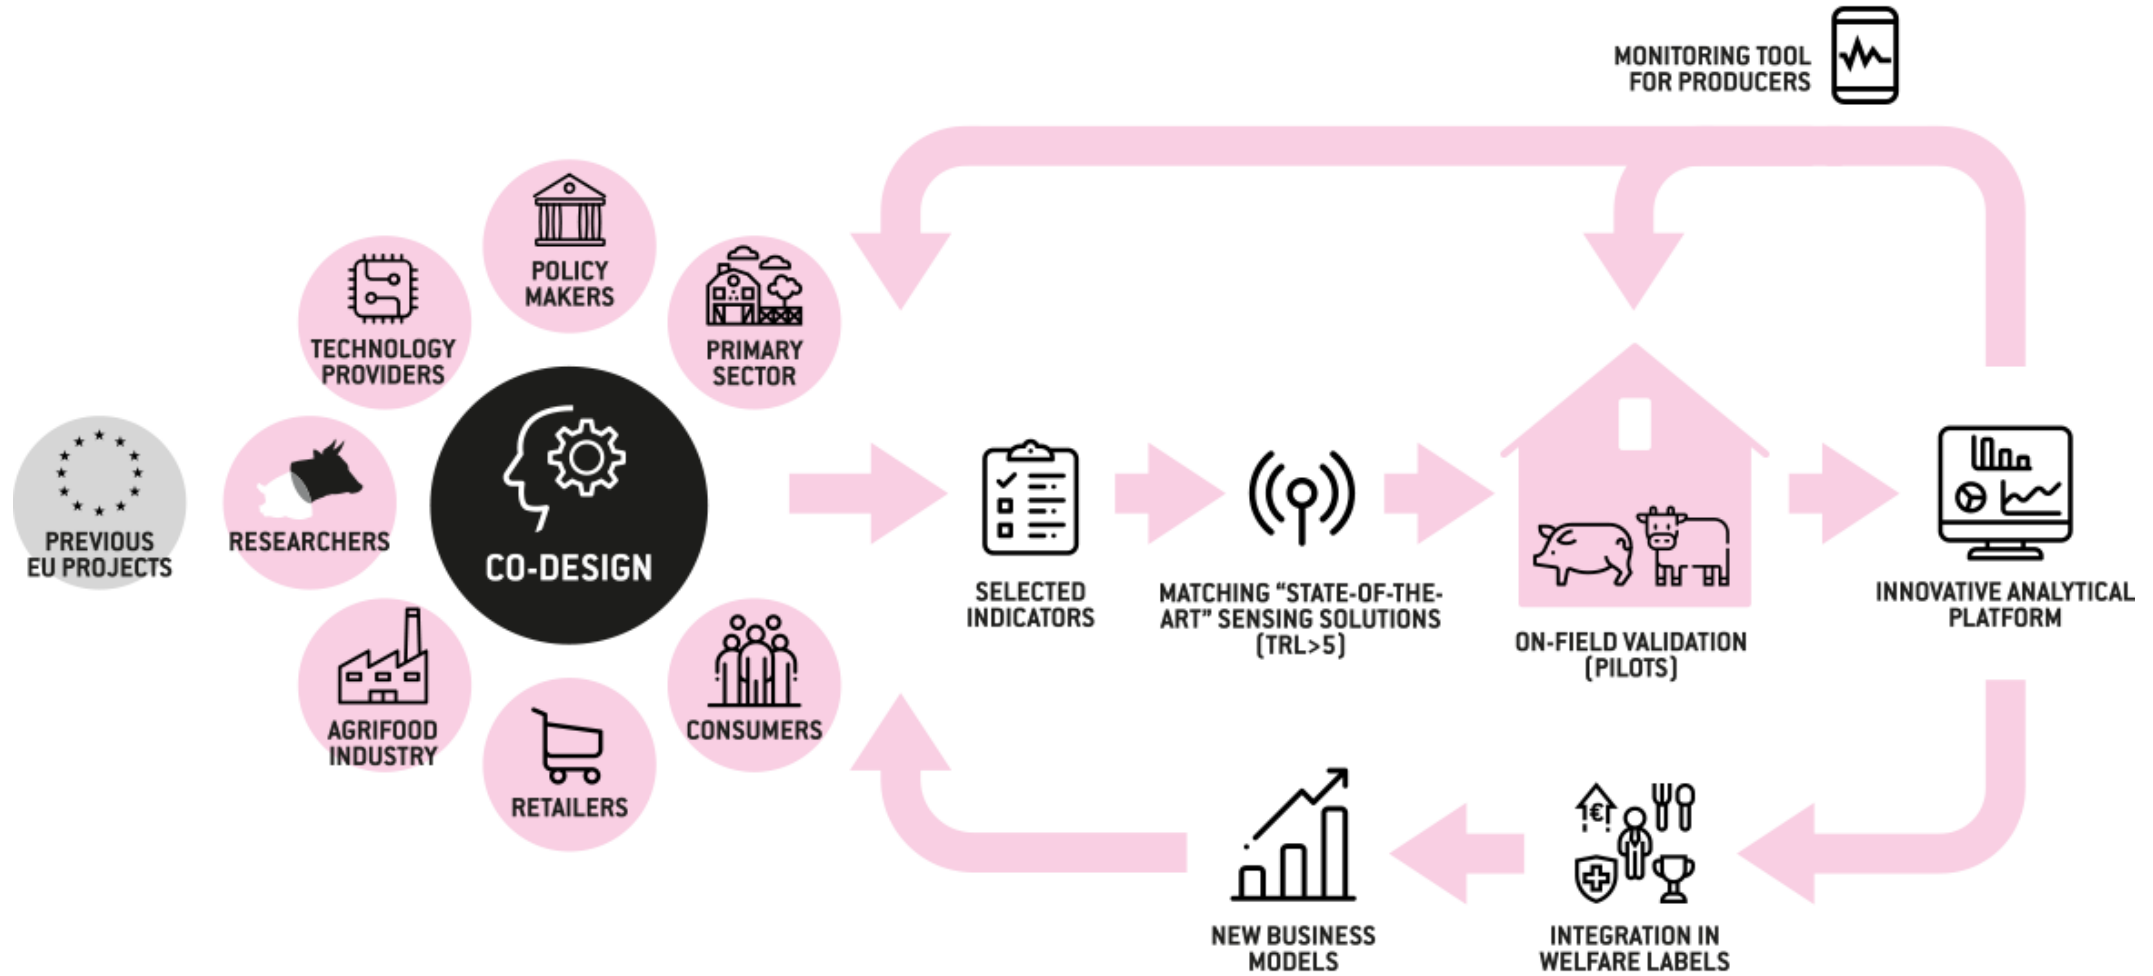 MONITORING TOOL
FOR PRODUCERS
POLICY
MAKERS
TECHNOLOGY
PROVIDERS
PRIMARY
SECTOR
PREVIOUS
EU PROJECTS
RESEARCHERS
CO-DESIGN
AGRIFOOD
INDUSTRY
RETAILERS
CONSUMERS
SELECTED
INDICATORS
MATCHING “STATE-OF-THE-
ART” SENSING SOLUTIONS
(TRL>5)
ON-FIELD VALIDATION
(PILOTS)
INNOVATIVE ANALYTICAL
PLATFORM
€
NEW BUSINESS
MODELS
INTEGRATION IN
WELFARE LABELS